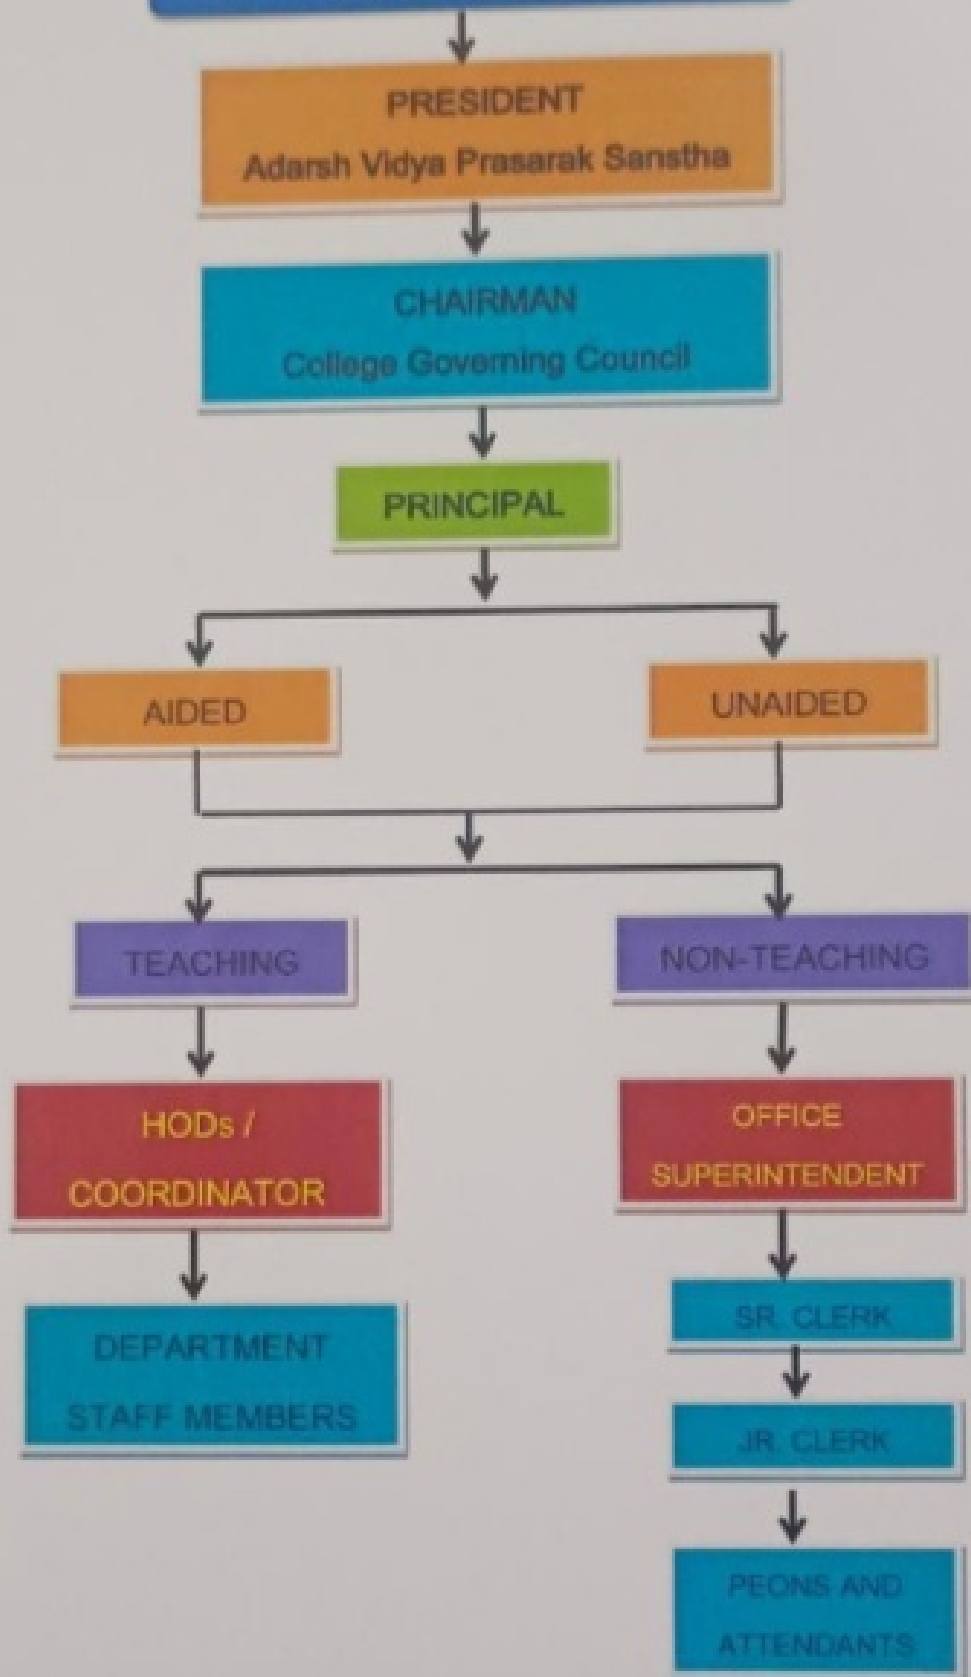 PRESIDENT
Adarsh Vidya Prasarak Sanstha
CHAIRMAN
College Governing Council
PRINCIPAL
AIDED
UNAIDED
TEACHING
NON-TEACHING
HODs /
COORDINATOR
OFFICE
SUPERINTENDENT
DEPARTMENT
STAFF MEMBERS
SR. CLERK
JR. CLERK
PEONS AND
ATTENDANTS